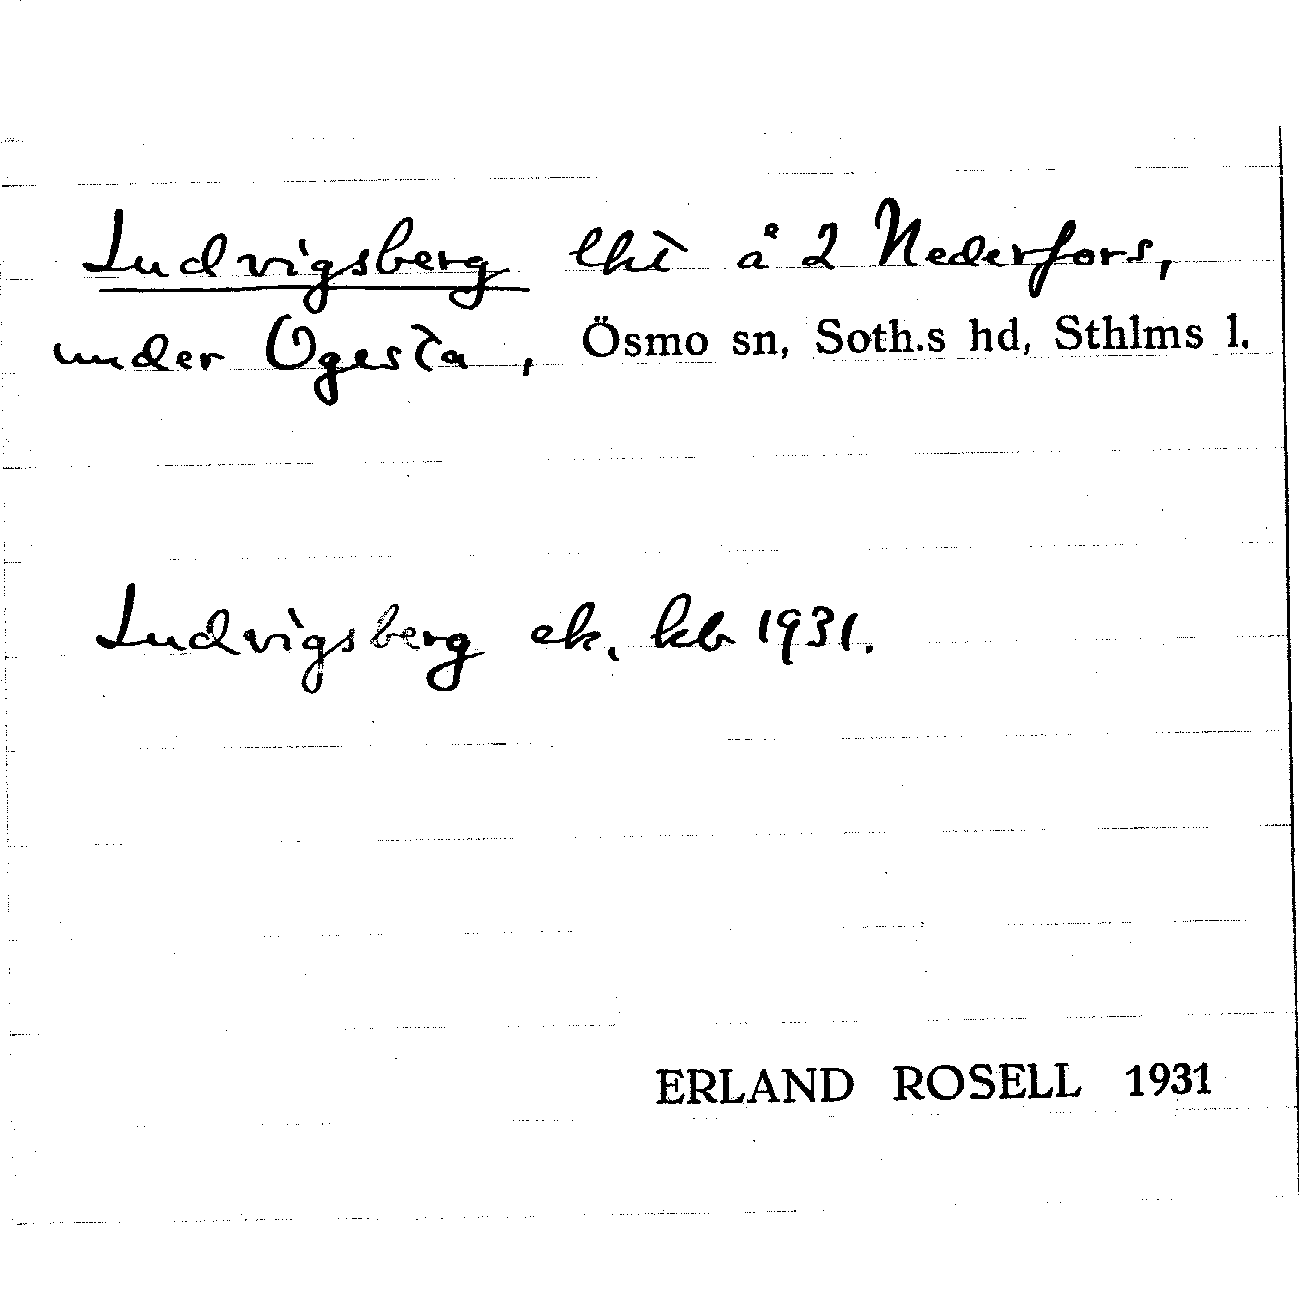 Ludvigsberg lht å 2 Nederfors,
under Ogesta, Ösmo sn, Soth.s hd, Sthlms l.
Ludvigsberg ek. kb 1931.
ERLAND ROSELL 1931